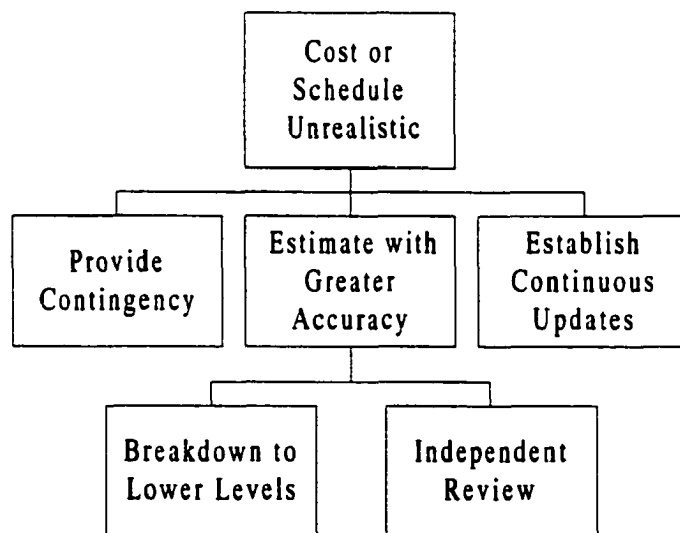 Cost or
Schedule
Unrealistic
Provide
Contingency
Estimate with
Greater
Accuracy
Establish
Continuous
Updates
Breakdown to
Lower Levels
Independent
Review